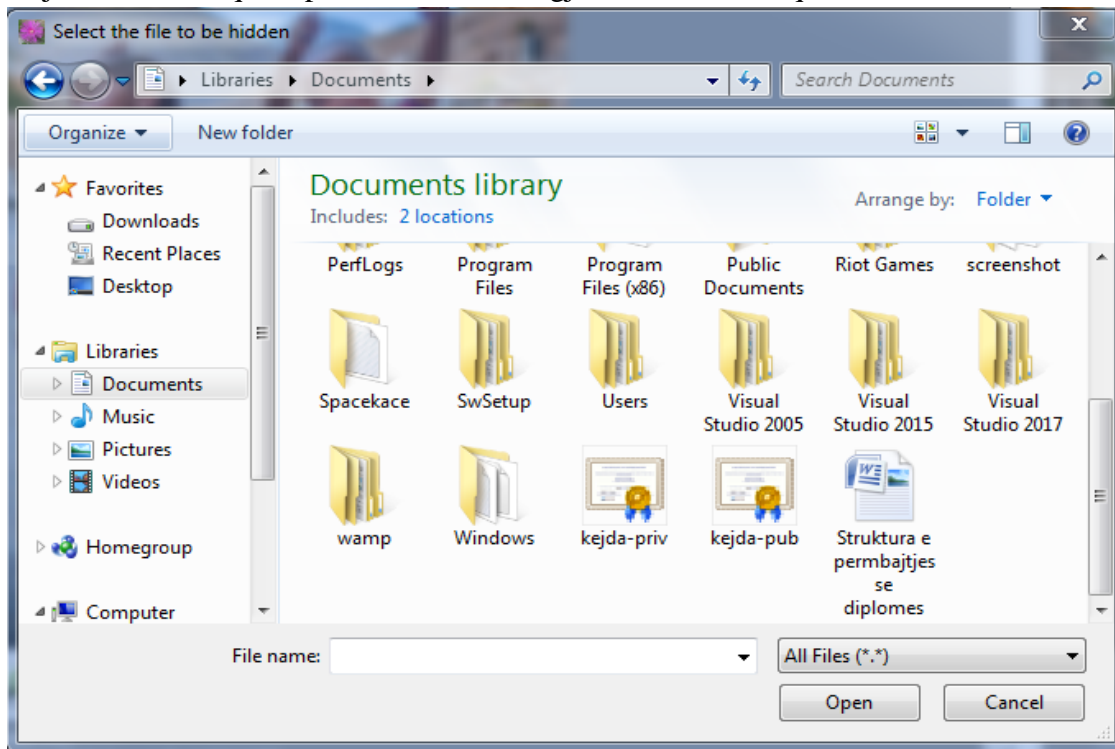 Select the file to be hidden
x
Libraries Documents
Search Documents
Organize New folder
?
Favorites
Downloads
Recent Places
Desktop
Libraries
Documents
Music
Pictures
Videos
Homegroup
Computer
Documents library
Includes: 2 locations
Arrange by: Folder
PerfLogs
Program
Files
Program
Files (x86)
Public
Documents
Riot Games
screenshot
Spacekace
SwSetup
Users
Visual
Studio 2005
Visual
Studio 2015
Visual
Studio 2017
wamp
Windows
kejda-priv
kejda-pub
Struktura e
permbajtjes
se
diplomes
File name:
All Files (*.*)
Open
Cancel